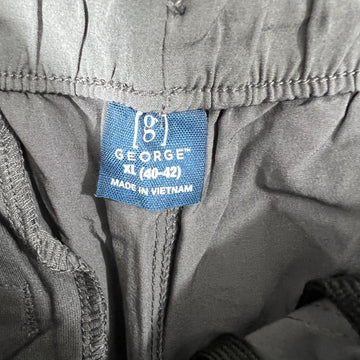 [g]
GEORGE™
XL (40-42)
MADE IN VIETNAM